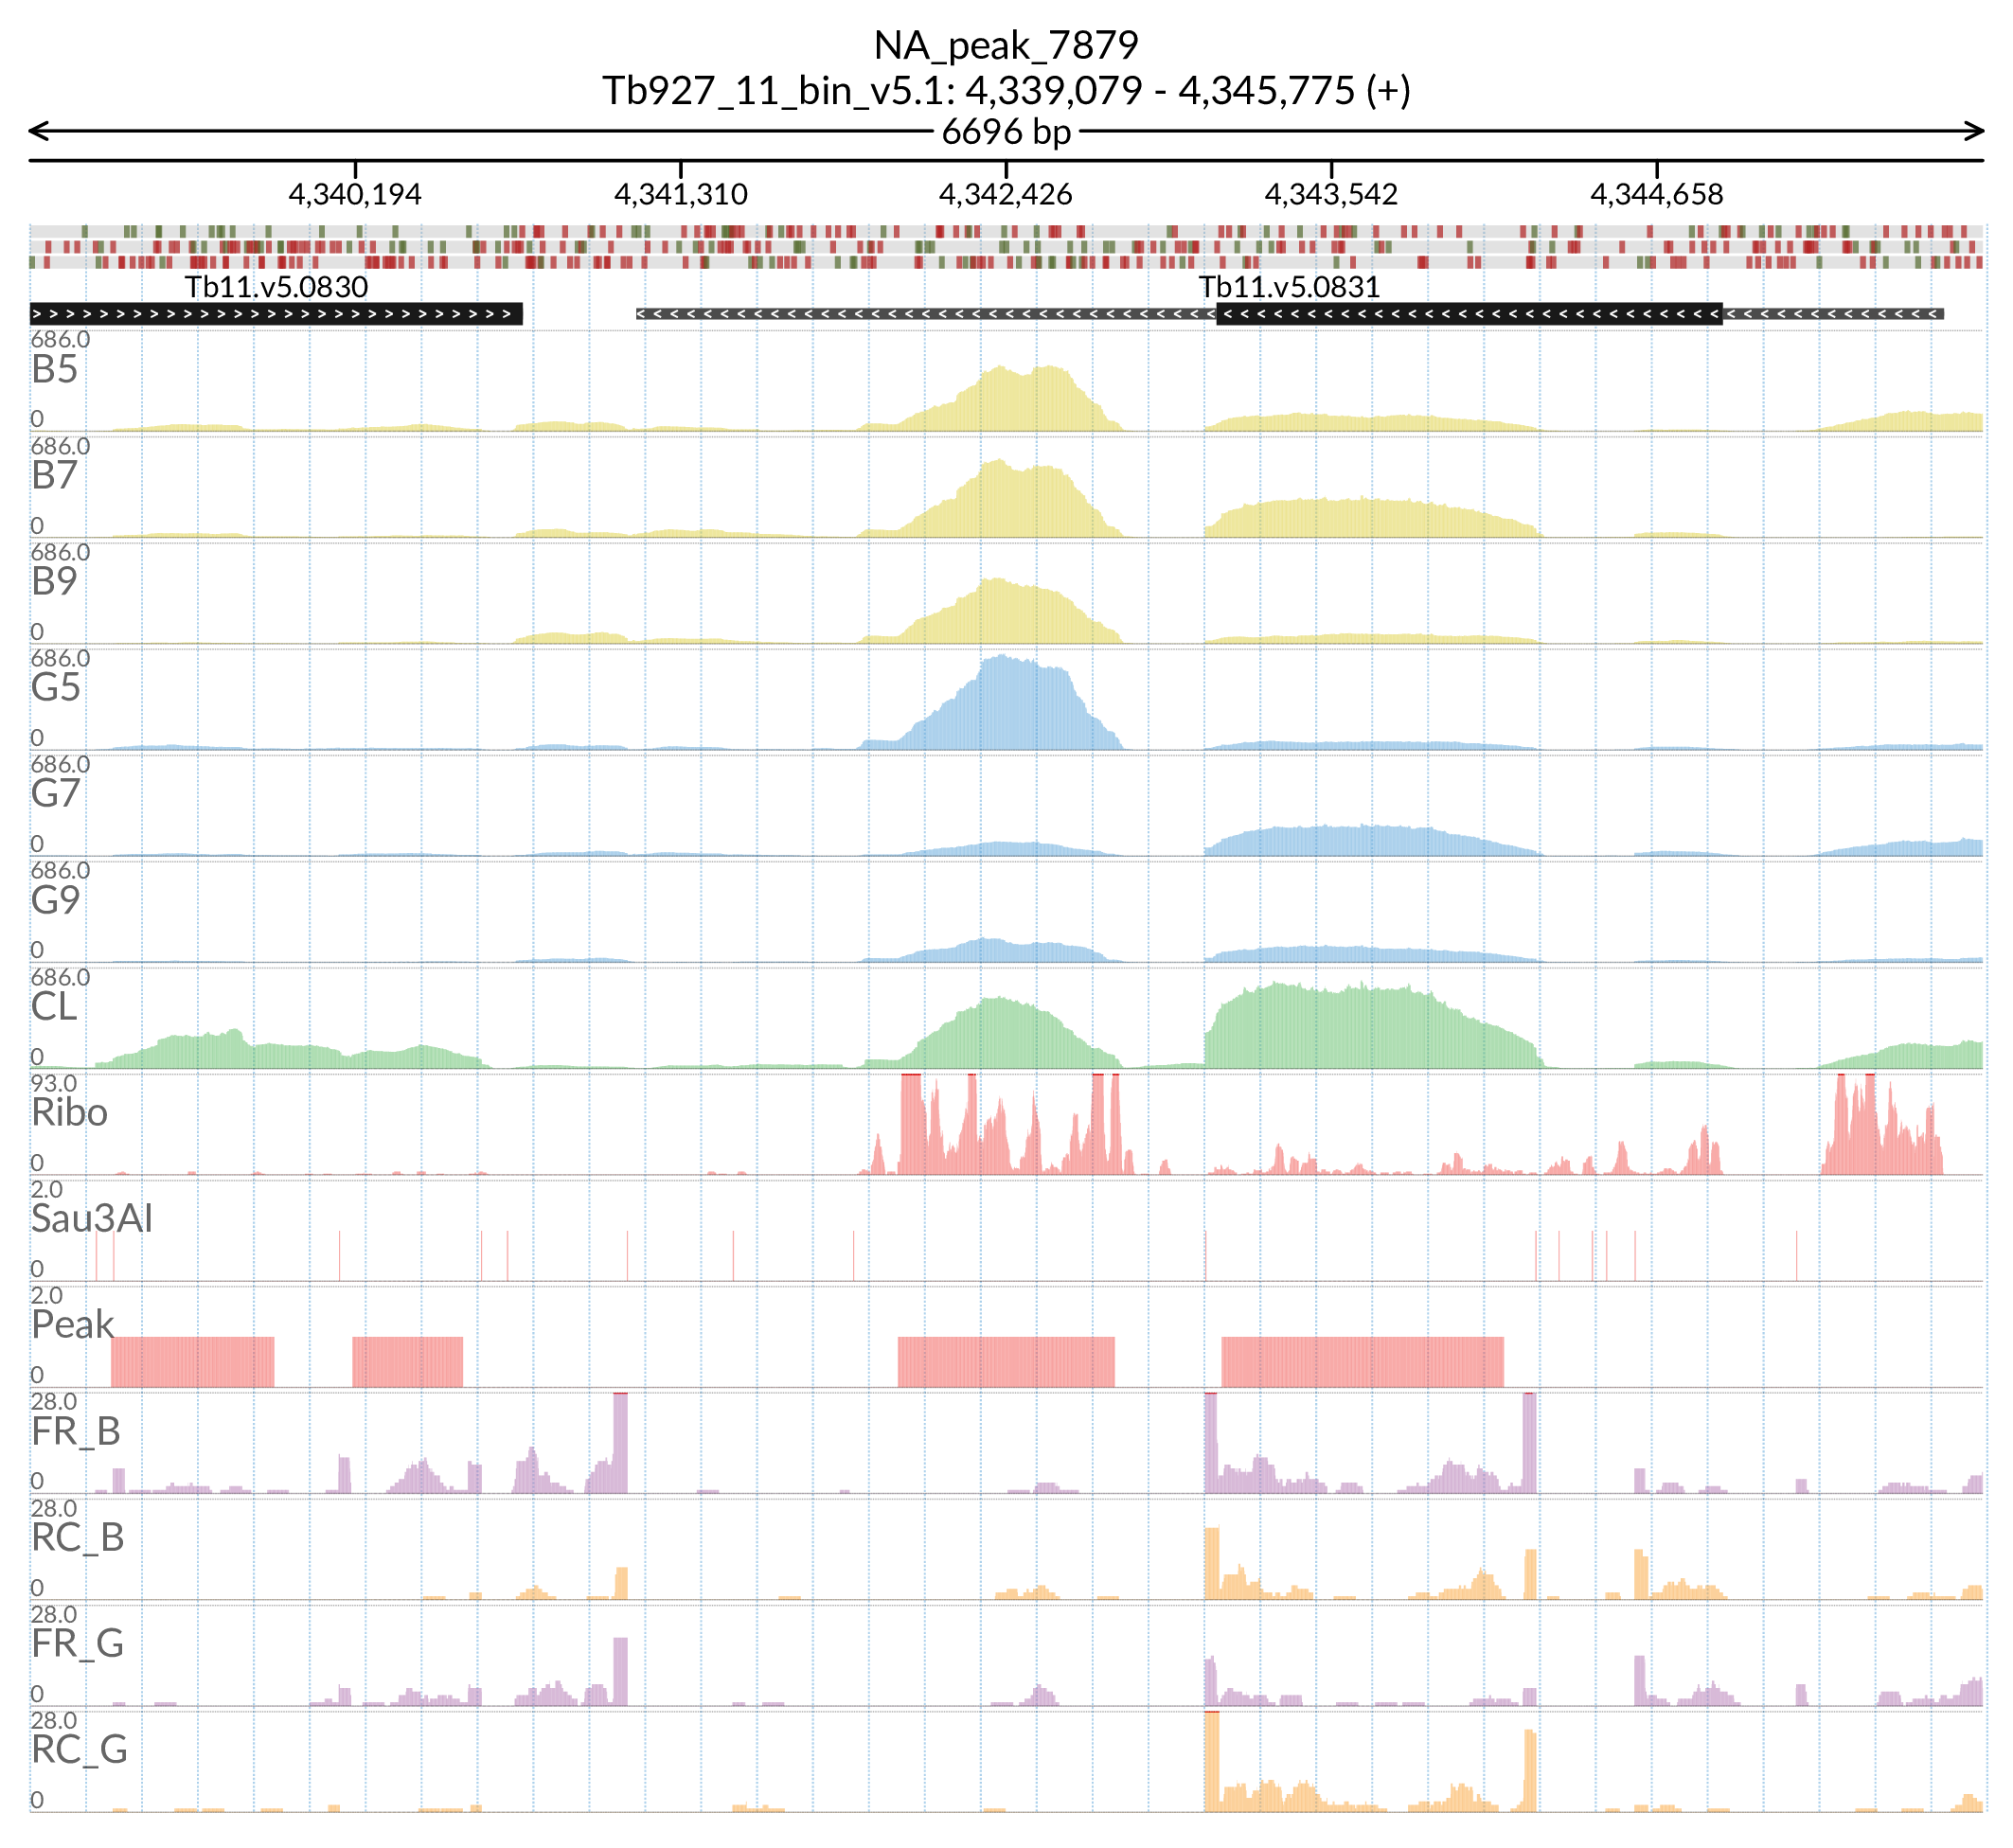 NA_peak_7879
Tb927_11_bin_v5.1: 4,339,079 - 4,345,775 (+)
6696 bp
4,340,194 4,341,310 4,342,426 4,343,542 4,344,658
Tb11.v5.0830 Tb11.v5.0831
686.0
B5
0
686.0
B7
0
686.0
B9
0
686.0
G5
0
686.0
G7
0
686.0
G9
0
686.0
CL
0
93.0
Ribo
0
2.0
Sau3AI
0
2.0
Peak
0
28.0
FR_B
0
28.0
RC_B
0
28.0
FR_G
0
28.0
RC_G
0